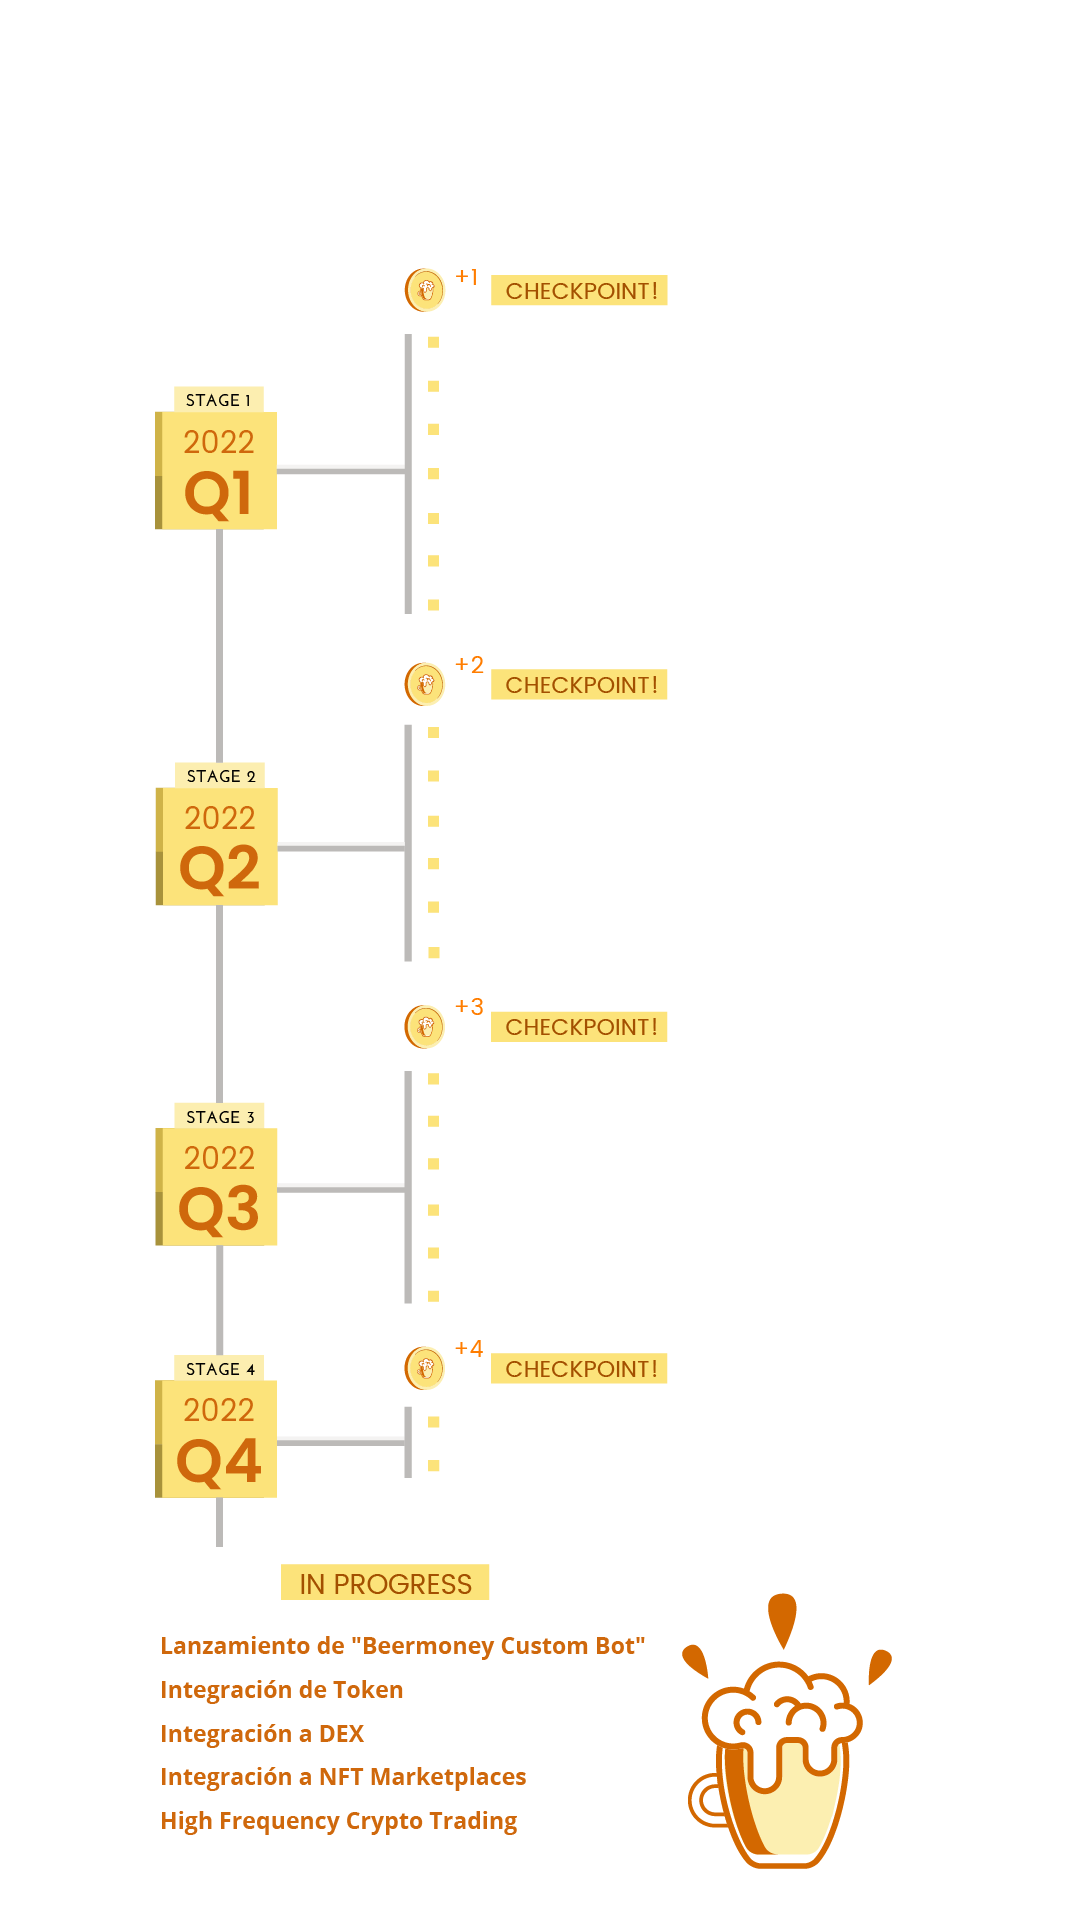 +1
CHECKPOINT!
STAGE 1
2022
Q1
+2
CHECKPOINT!
STAGE 2
2022
Q2
+3
CHECKPOINT!
STAGE 3
2022
Q3
+4
CHECKPOINT!
STAGE 4
2022
Q4
IN PROGRESS
Lanzamiento de "Beermoney Custom Bot"
Integración de Token
Integración a DEX
Integración a NFT Marketplaces
High Frequency Crypto Trading